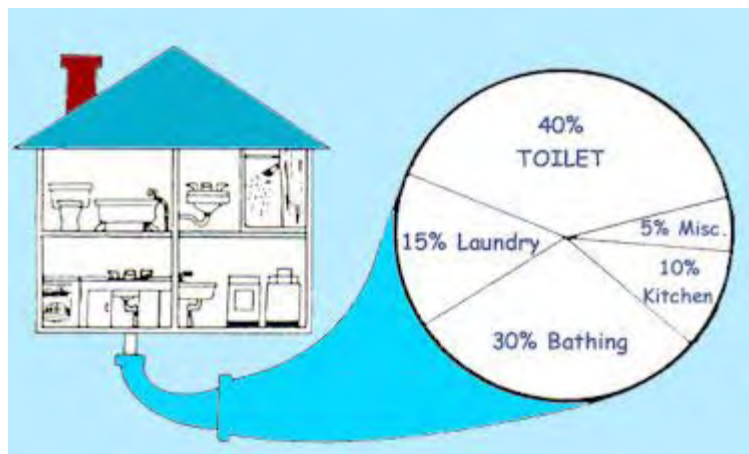 40%
TOILET
5% Misc.
15% Laundry
10%
Kitchen
30% Bathing